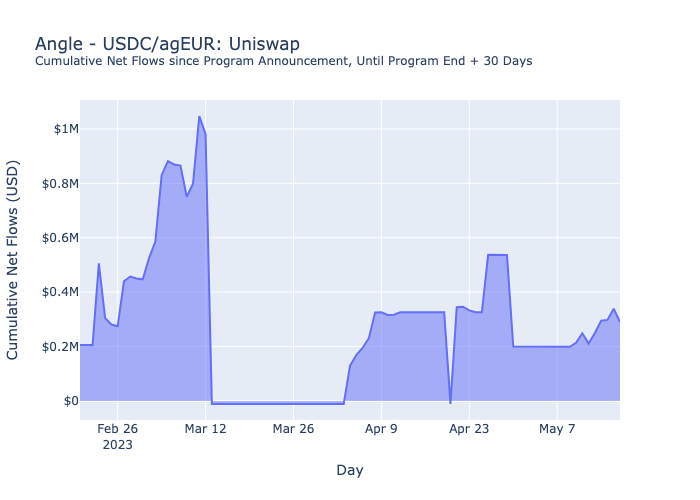 Angle - USDC/agEUR: Uniswap
Cumulative Net Flows since Program Announcement, Until Program End + 30 Days
Cumulative Net Flows (USD)
$1M
$0.8M
$0.6M
$0.4M
$0.2M
$0
Feb 26
2023
Mar 12
Mar 26
Apr 9
Apr 23
May 7
Day